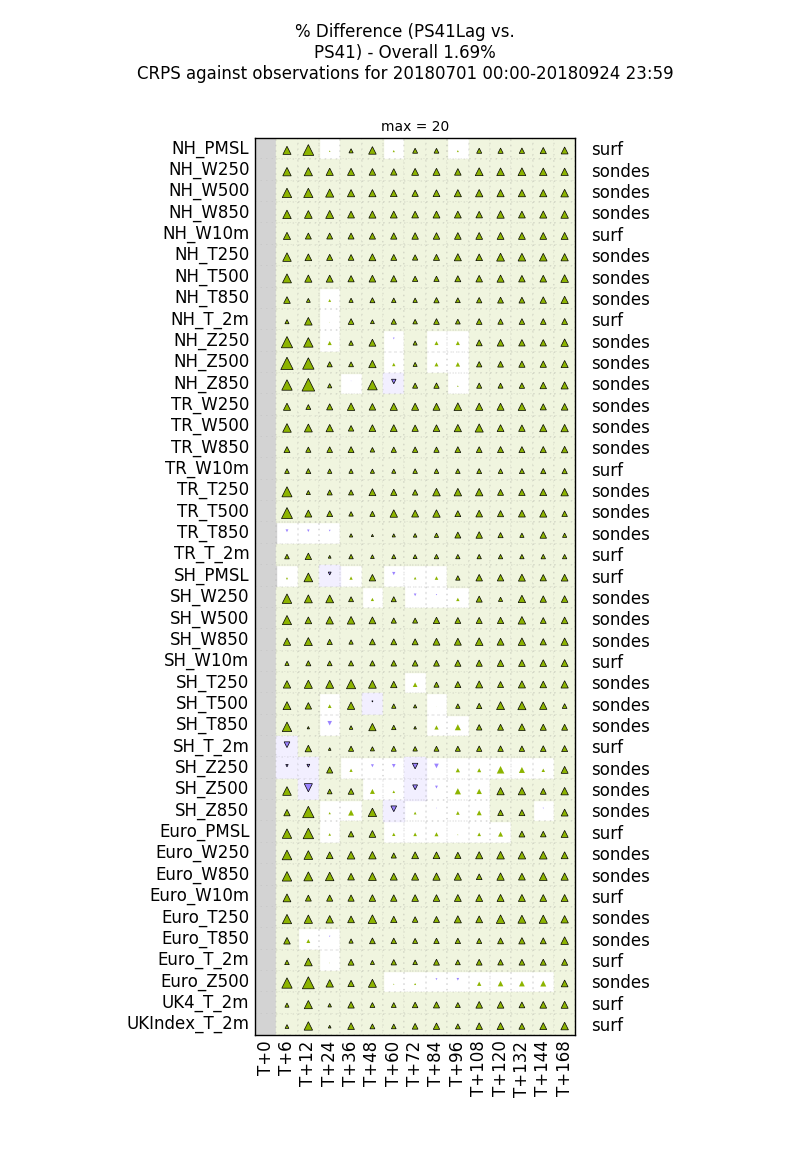 % Difference (PS41Lag vs.
PS41) - Overall 1.69%
CRPS against observations for 20180701 00:00-20180924 23:59
max = 20
NH_PMSL surf
NH_W250 sondes
NH_W500 sondes
NH_W850 sondes
NH_W10m surf
NH_T250 sondes
NH_T500 sondes
NH_T850 sondes
NH_T_2m surf
NH_Z250 sondes
NH_Z500 sondes
NH_Z850 sondes
TR_W250 sondes
TR_W500 sondes
TR_W850 sondes
TR_W10m surf
TR_T250 sondes
TR_T500 sondes
TR_T850 sondes
TR_T_2m surf
SH_PMSL surf
SH_W250 sondes
SH_W500 sondes
SH_W850 sondes
SH_W10m surf
SH_T250 sondes
SH_T500 sondes
SH_T850 sondes
SH_T_2m surf
SH_Z250 sondes
SH_Z500 sondes
SH_Z850 sondes
Euro_PMSL surf
Euro_W250 sondes
Euro_W850 sondes
Euro_W10m surf
Euro_T250 sondes
Euro_T850 sondes
Euro_T_2m surf
Euro_Z500 sondes
UK4_T_2m surf
UKIndex_T_2m surf
T+0 T+6 T+12 T+24 T+36 T+48 T+60 T+72 T+84 T+96 T+108 T+120 T+132 T+144 T+168